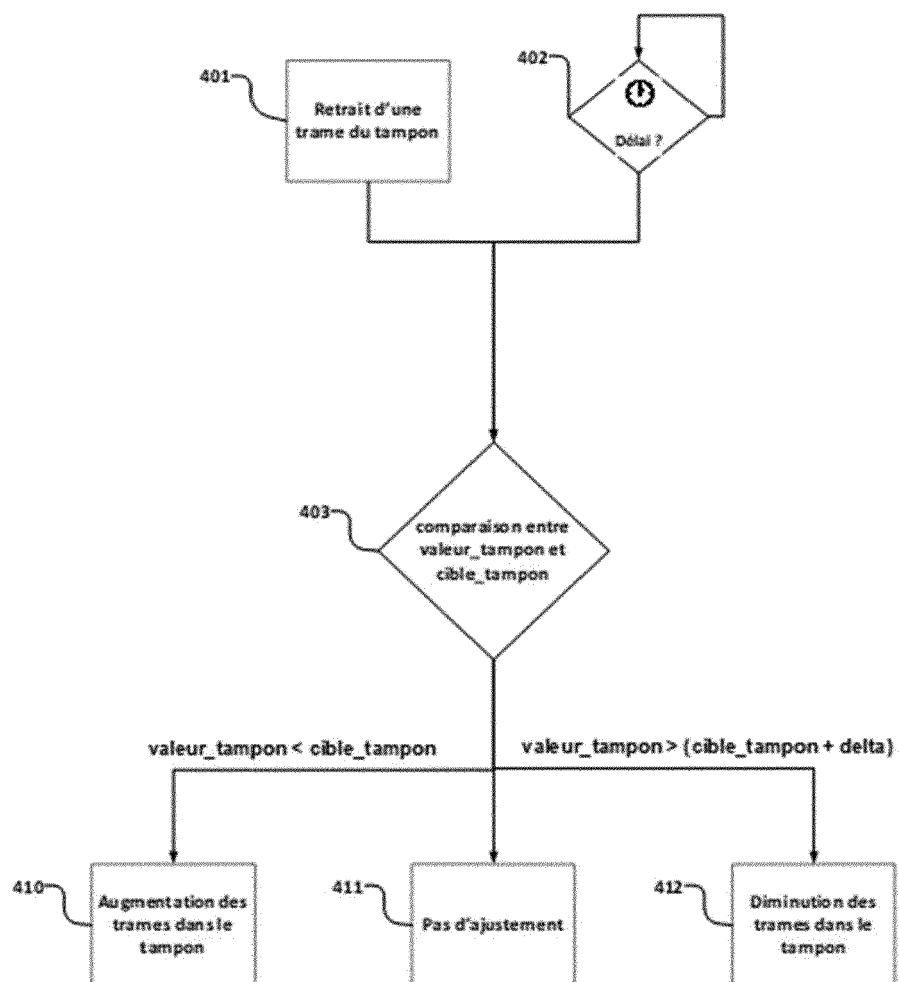 401
Retrait d'une
trame du tampon
402
Délai ?
403
comparaison entre
valeur_tampon et
cible_tampon
valeur_tampon < cible_tampon
valeur_tampon > (cible_tampon + delta)
410
Augmentation des
trames dans le
tampon
411
Pas d'ajustement
412
Diminution des
trames dans le
tampon